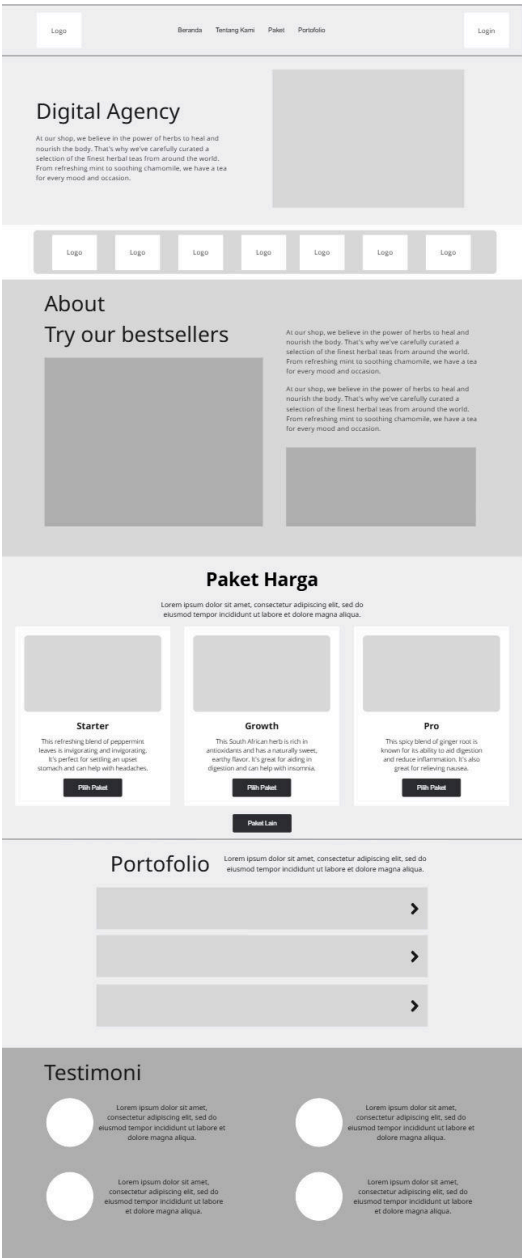 Logo
Beranda Tentang Kami Paket Portofolio
Login
Digital Agency
At our shop, we believe in the power of herbs to heal and
nourish the body. That's why we've carefully curated a
selection of the finest herbal teas from around the world.
From refreshing mint to soothing chamomile, we have a tea
for every mood and occasion.
Logo Logo Logo Logo Logo Logo Logo
About
Try our bestsellers
At our shop, we believe in the power of herbs to heal and
nourish the body. That's why we've carefully curated a
selection of the finest herbal teas from around the world.
From refreshing mint to soothing chamomile, we have a tea
for every mood and occasion.
At our shop, we believe in the power of herbs to heal and
nourish the body. That's why we've carefully curated a
selection of the finest herbal teas from around the world.
From refreshing mint to soothing chamomile, we have a tea
for every mood and occasion.
Paket Harga
Lorem ipsum dolor sit amet, consectetur adipiscing elit, sed do
eiusmod tempor incididunt ut labore et dolore magna aliqua.
Starter
This refreshing blend of peppermint
leaves is invigorating and invigorating.
It's perfect for settling an upset
stomach and can help with headaches.
Pilih Paket
Growth
This South African herb is rich in
antioxidants and has a naturally sweet,
earthy flavor. It's great for aiding in
digestion and can help with insomnia.
Pilih Paket
Pro
This spicy blend of ginger root is
known for its ability to aid digestion
and reduce inflammation. It's also
great for relieving nausea.
Pilih Paket
Paket Lain
Portofolio
Lorem ipsum dolor sit amet, consectetur adipiscing elit, sed do
eiusmod tempor incididunt ut labore et dolore magna aliqua.
Testimoni
Lorem ipsum dolor sit amet,
consectetur adipiscing elit, sed do
eiusmod tempor incididunt ut labore et
dolore magna aliqua.
Lorem ipsum dolor sit amet,
consectetur adipiscing elit, sed do
eiusmod tempor incididunt ut labore et
dolore magna aliqua.
Lorem ipsum dolor sit amet,
consectetur adipiscing elit, sed do
eiusmod tempor incididunt ut labore
et dolore magna aliqua.
Lorem ipsum dolor sit amet,
consectetur adipiscing elit, sed do
eiusmod tempor incididunt ut labore
et dolore magna aliqua.